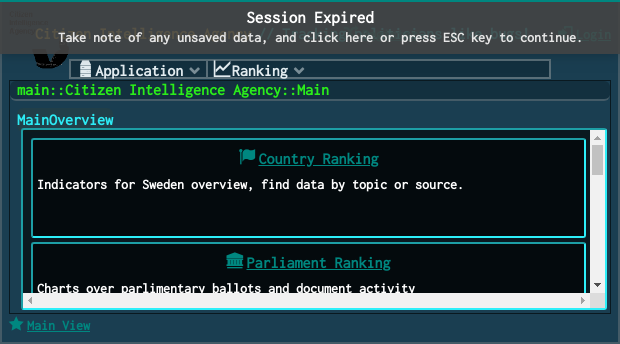 Session Expired
Take note of any unsaved data, and click here or press ESC key to continue.
Login
Application
Ranking
main::Citizen Intelligence Agency::Main
MainOverview
Country Ranking
Indicators for Sweden overview, find data by topic or source.
Parliament Ranking
Charts over parlimentary ballots and document activity
Main View